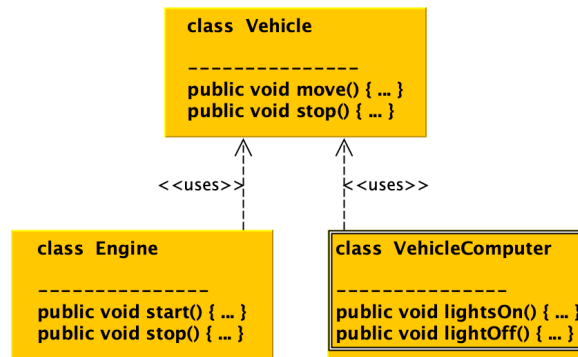 class Vehicle
---------------
public void move() { ... }
public void stop() { ... }
<<uses>>
<<uses>>
class Engine
---------------
public void start() { ... }
public void stop() { ... }
class VehicleComputer
---------------
public void lightsOn() { ... }
public void lightOff() { ... }